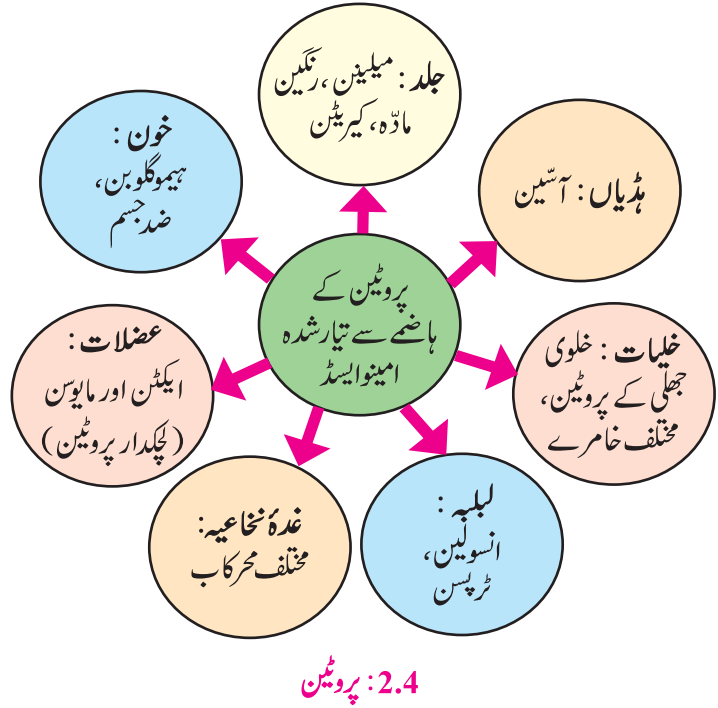 جلد : میلینن، رنگین
مادّہ، کیریٹن
ہڈیاں : آسّین
خلیات : خلوی
جھلی کے پروٹین،
مختلف خامرے
لبلبہ :
انسولین،
ٹرپسن
غدۂ نخاعیہ:
مختلف محرکاب
عضلات :
ایکٹن اور مایوسن
(لچکدار پروٹین)
خون :
ہیموگلوبن،
ضد جسم
پروٹین کے
ہاضمے سے تیار شدہ
امینو ایسڈ
2.4: پروٹین